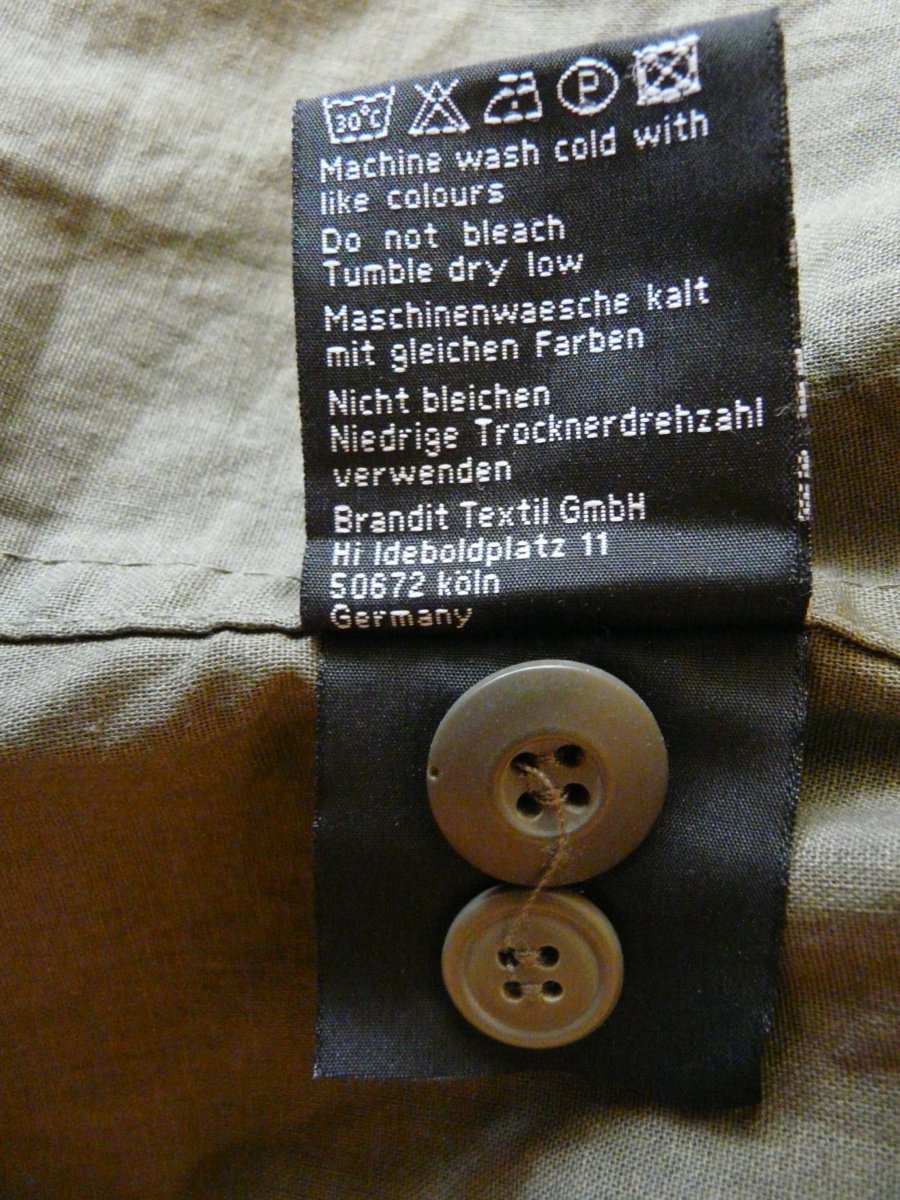 30°C P
Machine wash cold with
like colours
Do not bleach
Tumble dry low
Maschinenwaesche kalt
mit gleichen Farben
Nicht bleichen
Niedrige Trocknerdrehzahl
verwenden
Brandit Textil GmbH
Hi ldeboldplatz 11
50672 köln
Germany